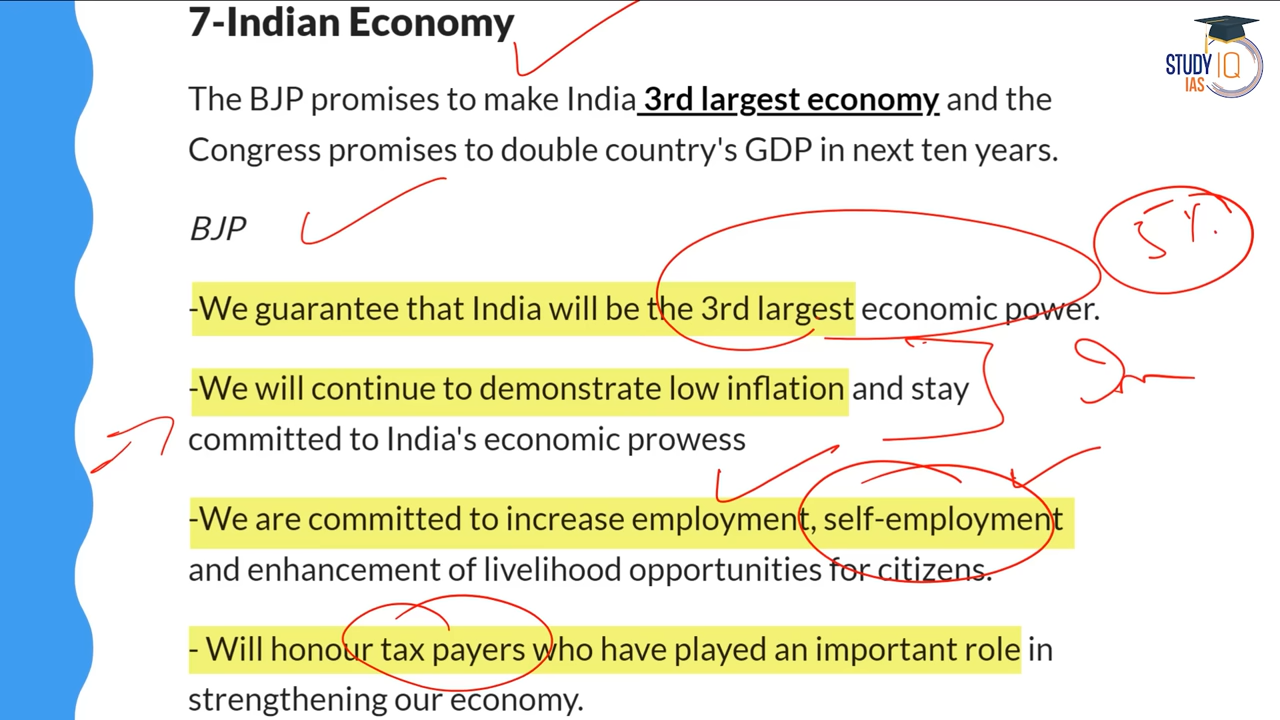 7-Indian Economy
STUDY IQ
IAS
The BJP promises to make India 3rd largest economy and the
Congress promises to double country's GDP in next ten years.
BJP
5%.
-We guarantee that India will be the 3rd largest economic power.
-We will continue to demonstrate low inflation and stay
committed to India's economic prowess
-We are committed to increase employment, self-employment
and enhancement of livelihood opportunities for citizens.
- Will honour tax payers who have played an important role in
strengthening our economy.